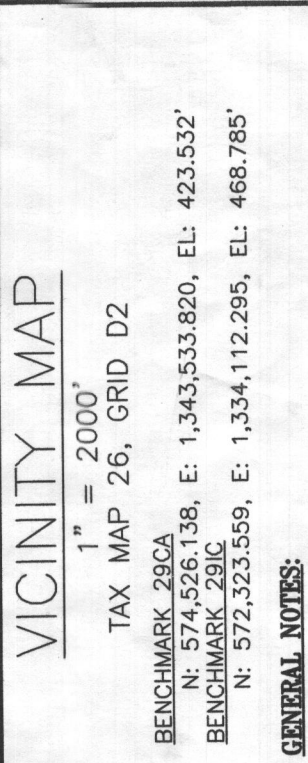 VICINITY MAP
1" = 2000'
TAX MAP 26, GRID D2
BENCHMARK 29CA
N: 574,526.138, E: 1,343,533.820, EL: 423.532'
BENCHMARK 29IC
N: 572,323.559, E: 1,334,112.295, EL: 468.785'
GENERAL NOTES: